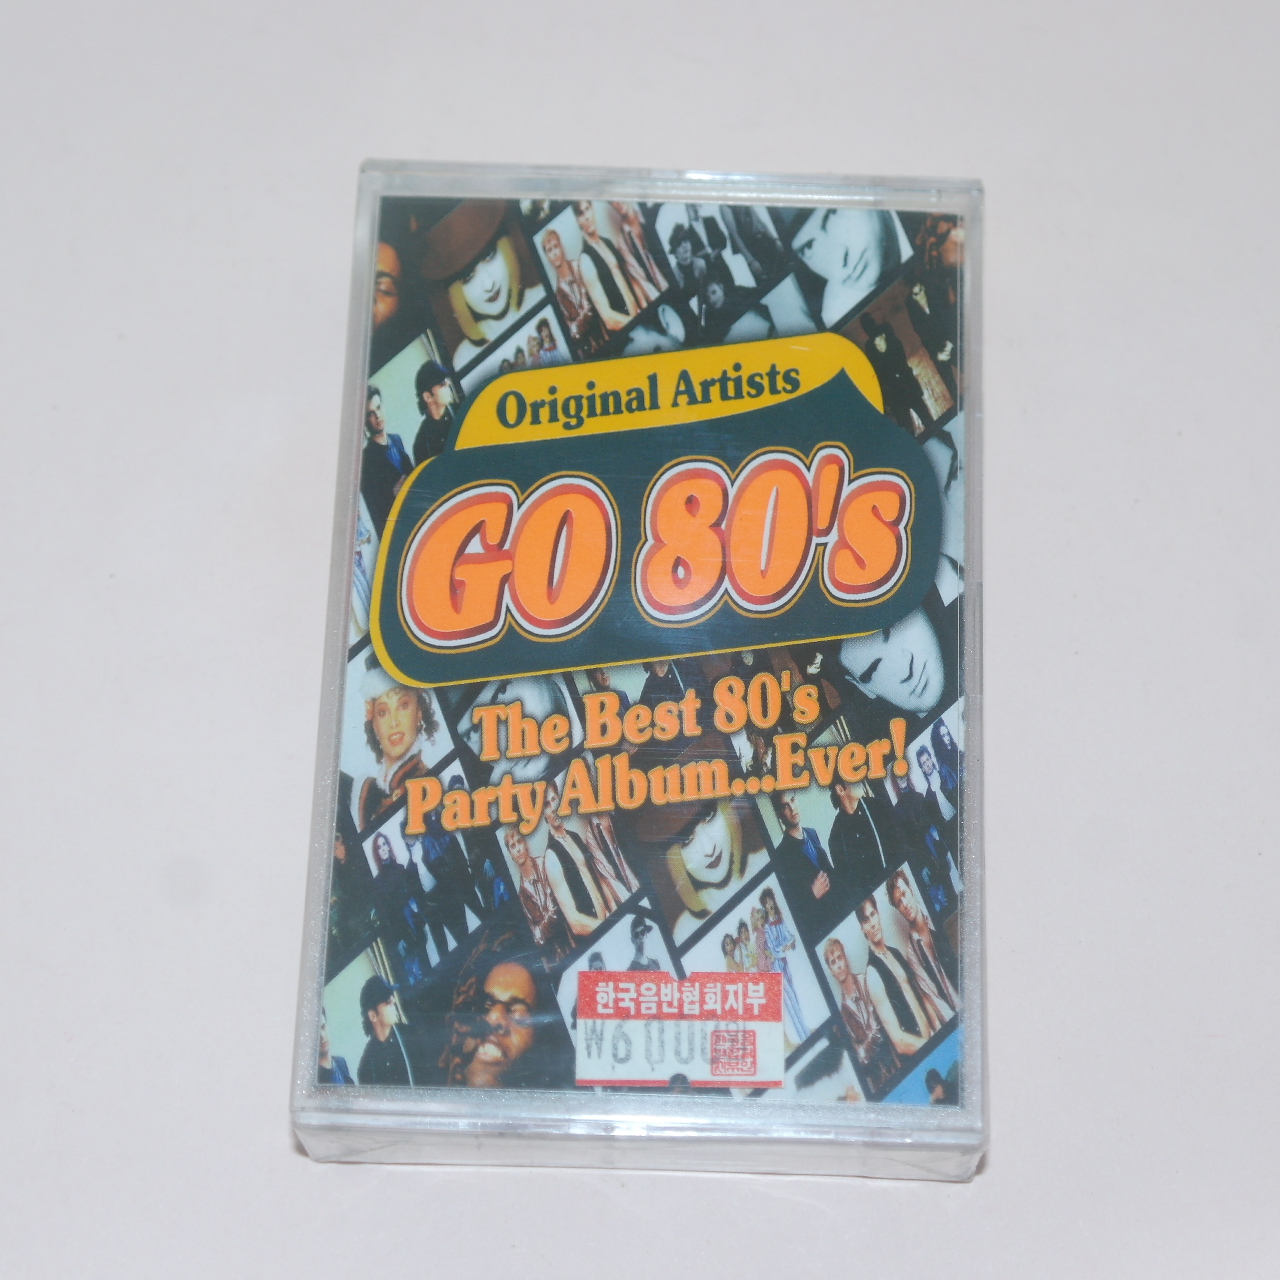 Original Artists
GO 80's
The Best 80's
Party Album...Ever!
한국음반협회지부